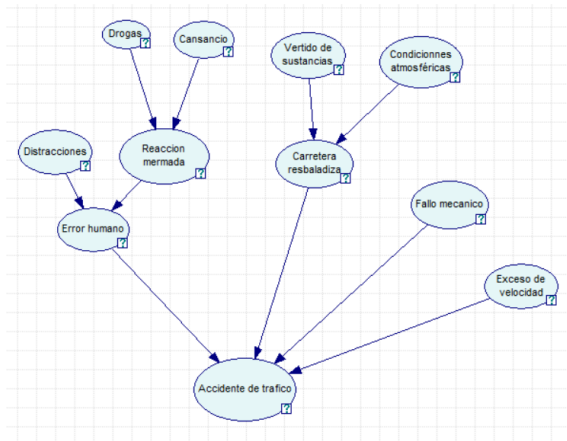 Drogas
?
Cansancio
?
Vertido de
sustancias
?
Condicionnes
atmosféricas
?
Distracciones
?
Reaccion
mermada
?
Carretera
resbaladiza
?
Fallo mecanico
?
Error humano
?
Exceso de
velocidad
?
Accidente de trafico
?